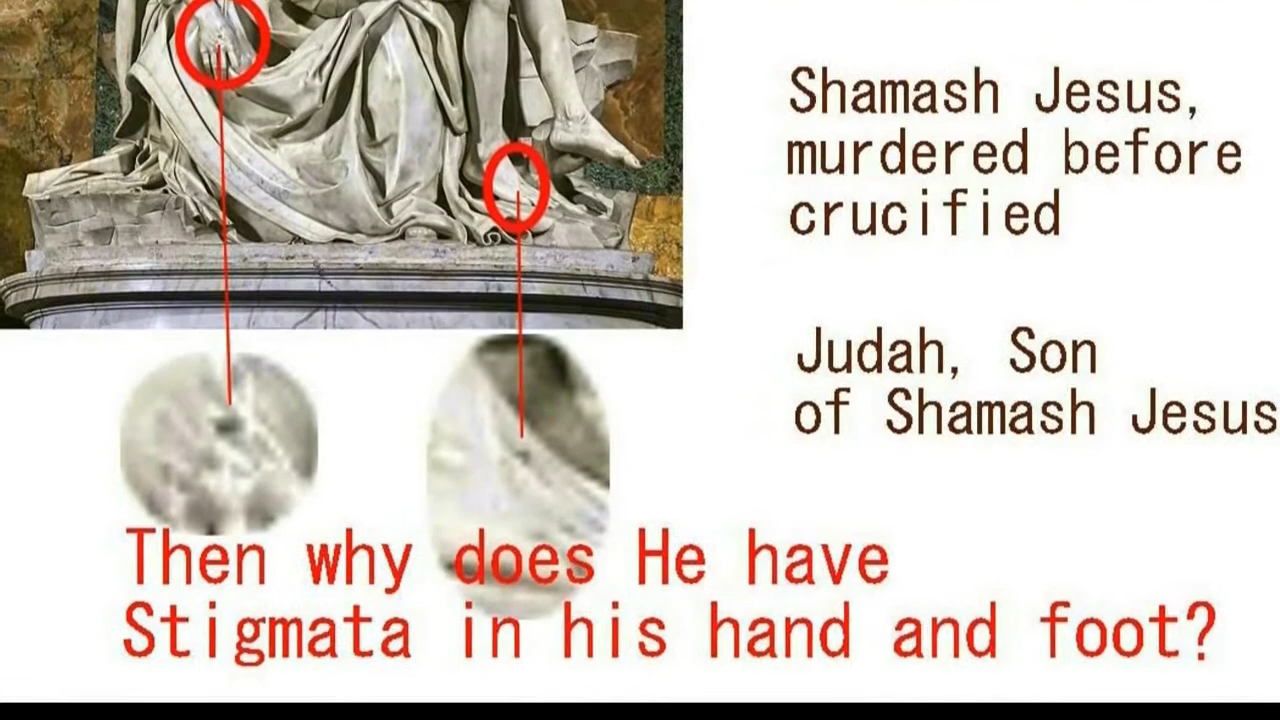 Shamash Jesus,
murdered before
crucified
Judah, Son
of Shamash Jesus
Then why does He have
Stigmata in his hand and foot?